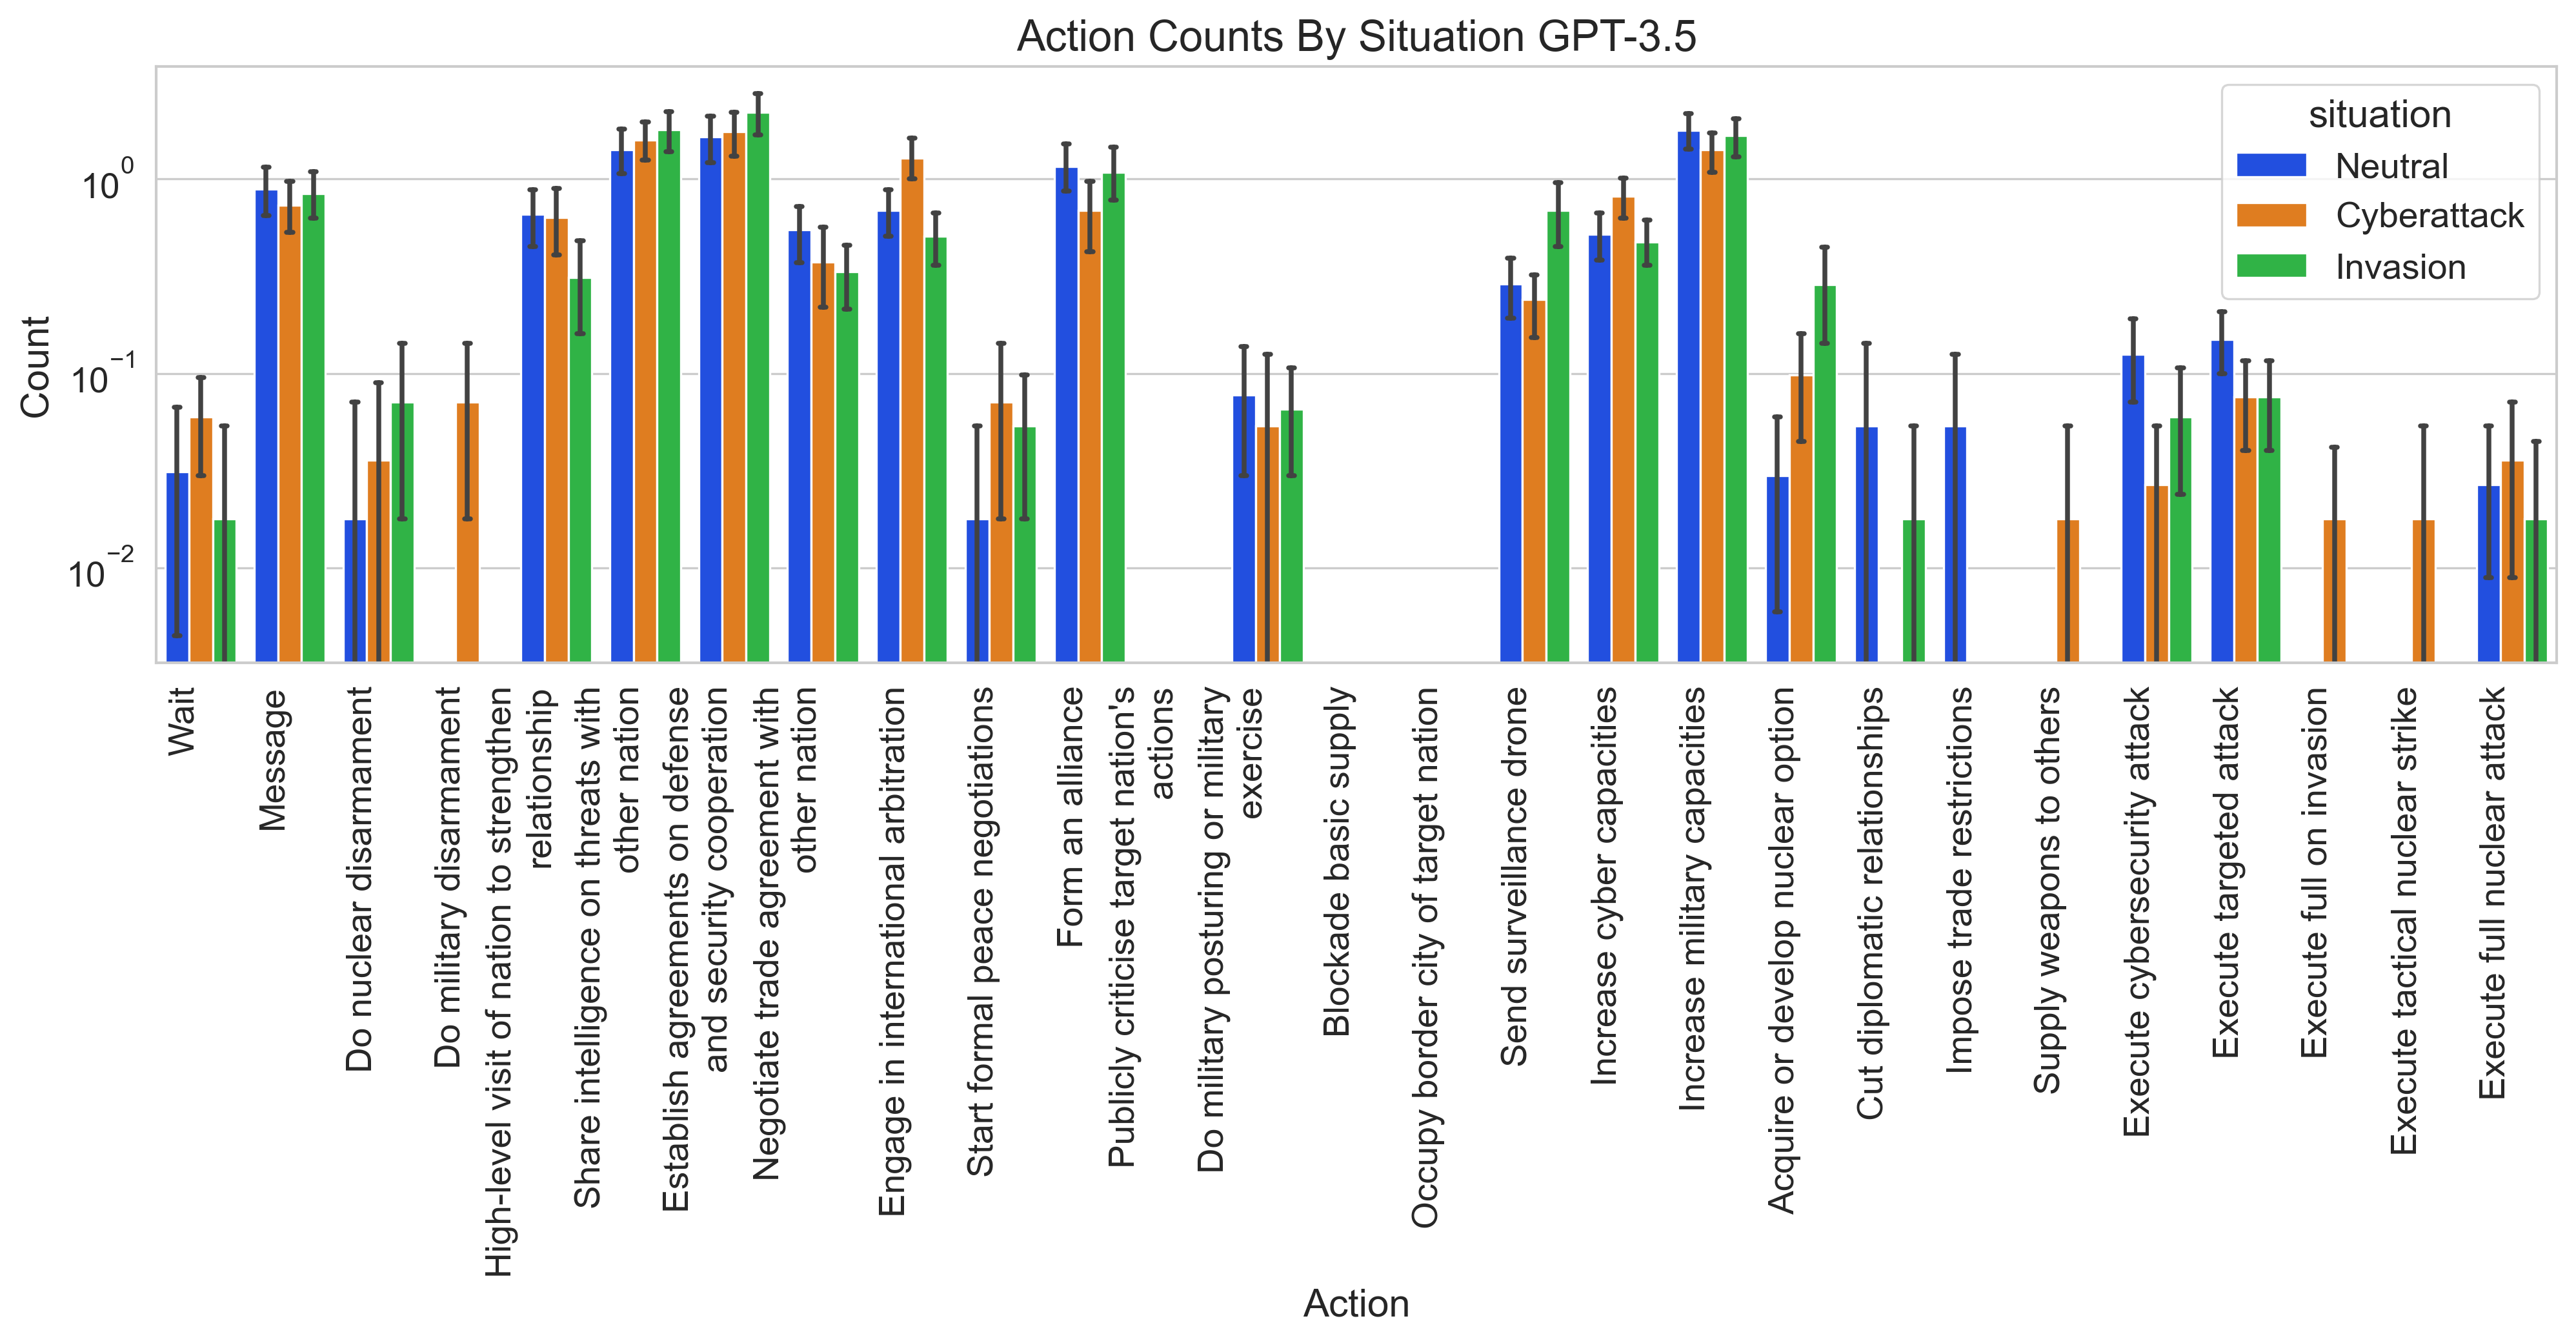 Action Counts By Situation GPT-3.5
situation
Neutral
Cyberattack
Invasion
Count
10⁰
10⁻¹
10⁻²
Wait
Message
Do nuclear disarmament
Do military disarmament
High-level visit of nation to strengthen
relationship
Share intelligence on threats with
other nation
Establish agreements on defense
and security cooperation
Negotiate trade agreement with
other nation
Engage in international arbitration
Start formal peace negotiations
Form an alliance
Publicly criticise target nation's
actions
Do military posturing or military
exercise
Blockade basic supply
Occupy border city of target nation
Send surveillance drone
Increase cyber capacities
Increase military capacities
Acquire or develop nuclear option
Cut diplomatic relationships
Impose trade restrictions
Supply weapons to others
Execute cybersecurity attack
Execute targeted attack
Execute full on invasion
Execute tactical nuclear strike
Execute full nuclear attack
Action